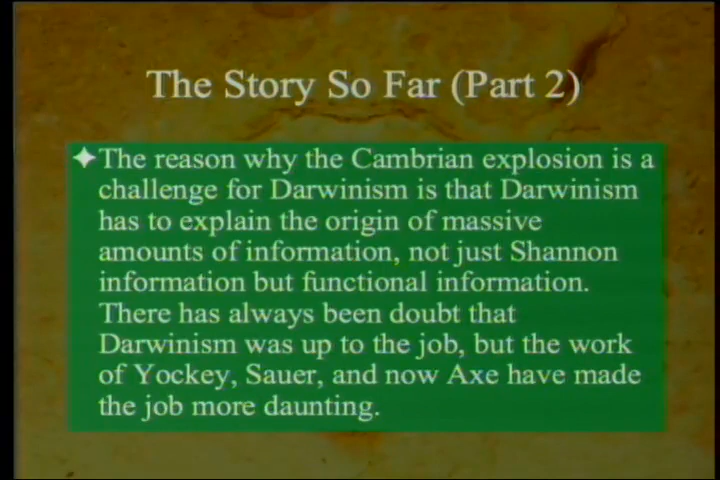 The Story So Far (Part 2)
The reason why the Cambrian explosion is a
challenge for Darwinism is that Darwinism
has to explain the origin of massive
amounts of information, not just Shannon
information but functional information.
There has always been doubt that
Darwinism was up to the job, but the work
of Yockey, Sauer, and now Axe have made
the job more daunting.